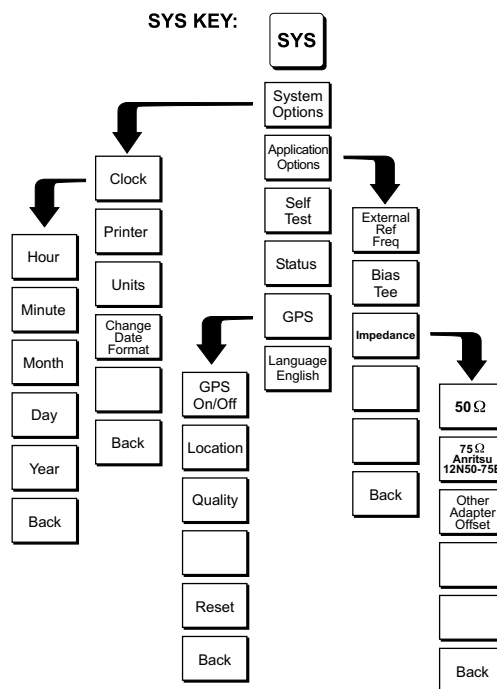 SYS KEY:
SYS
System
Options
Application
Options
Self
Test
Status
GPS
Language
English
Clock
Printer
Units
Change
Date
Format
Back
Hour
Minute
Month
Day
Year
Back
GPS
On/Off
Location
Quality
Reset
Back
External
Ref
Freq
Bias
Tee
Impedance
Back
50 Ω
75 Ω
Anritsu
12N50-75B
Other
Adapter
Offset
Back